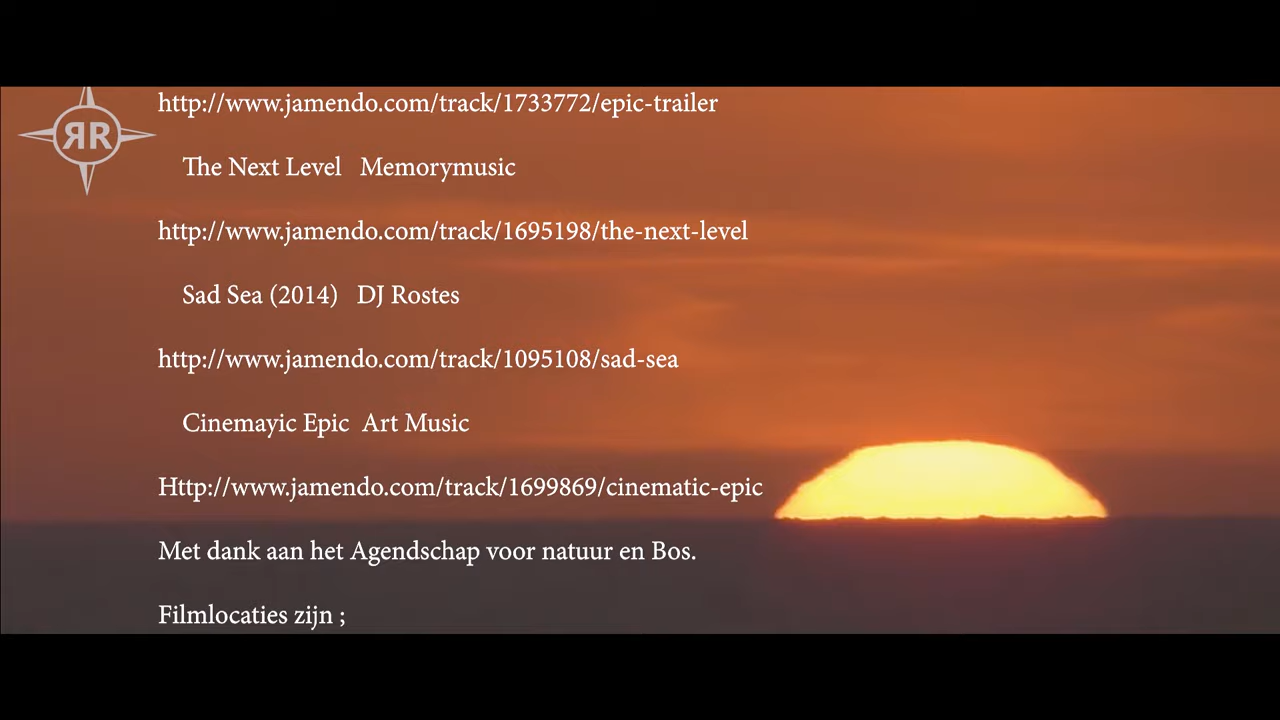 ЯR
http://www.jamendo.com/track/1733772/epic-trailer
The Next Level Memorymusic
http://www.jamendo.com/track/1695198/the-next-level
Sad Sea (2014) DJ Rostes
http://www.jamendo.com/track/1095108/sad-sea
Cinemayic Epic Art Music
Http://www.jamendo.com/track/1699869/cinematic-epic
Met dank aan het Agendschap voor natuur en Bos.
Filmlocaties zijn ;